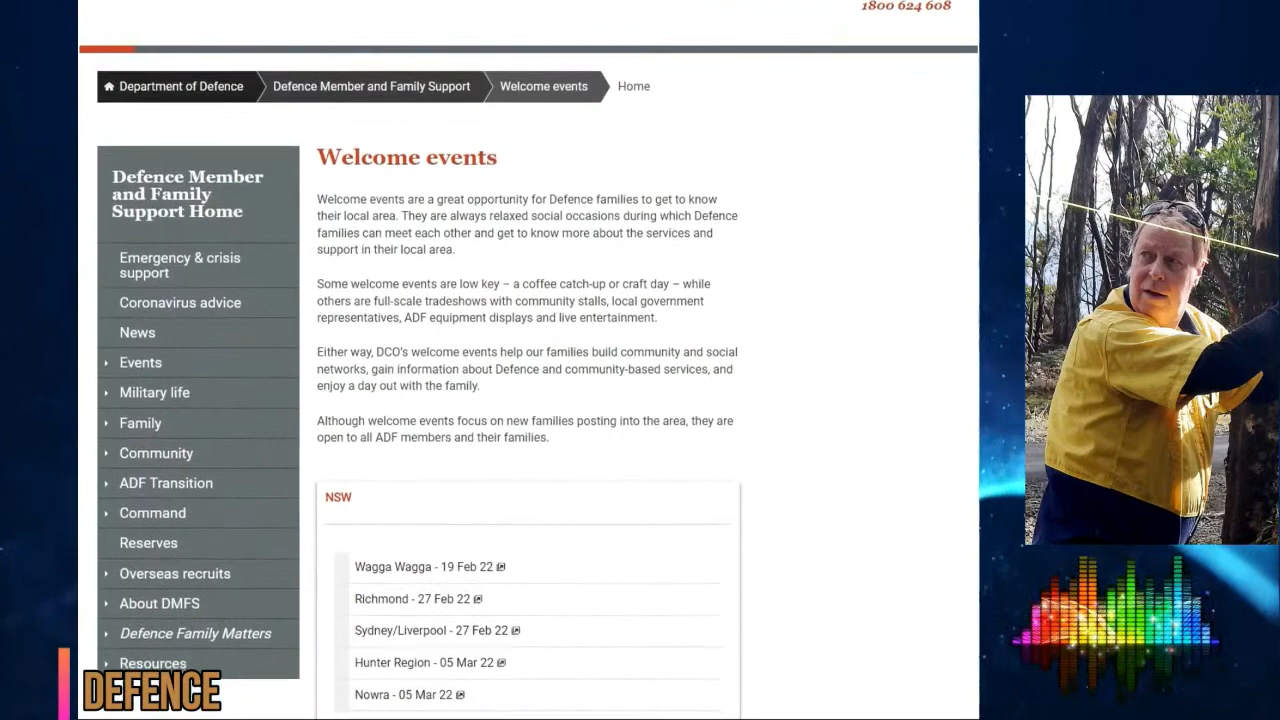 1800 624 608
Department of Defence
Defence Member and Family Support
Welcome events
Home
Defence Member
and Family
Support Home
Emergency & crisis
support
Coronavirus advice
News
Events
Military life
Family
Community
ADF Transition
Command
Reserves
Overseas recruits
About DMFS
Defence Family Matters
Resources
Welcome events
Welcome events are a great opportunity for Defence families to get to know
their local area. They are always relaxed social occasions during which Defence
families can meet each other and get to know more about the services and
support in their local area.
Some welcome events are low key – a coffee catch-up or craft day – while
others are full-scale tradeshows with community stalls, local government
representatives, ADF equipment displays and live entertainment.
Either way, DCO's welcome events help our families build community and social
networks, gain information about Defence and community-based services, and
enjoy a day out with the family.
Although welcome events focus on new families posting into the area, they are
open to all ADF members and their families.
NSW
Wagga Wagga - 19 Feb 22
Richmond - 27 Feb 22
Sydney/Liverpool - 27 Feb 22
Hunter Region - 05 Mar 22
Nowra - 05 Mar 22
DEFENCE